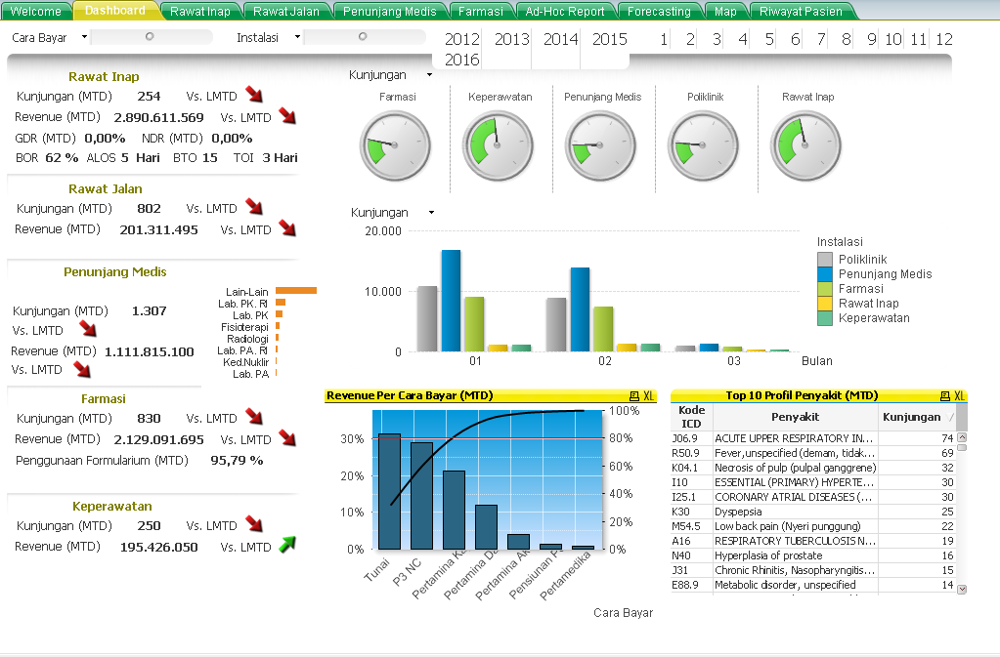 Welcome Dashboard Rawat Inap Rawat Jalan Penunjang Medis Farmasi Ad-Hoc Report Forecasting Map Riwayat Pasien
Cara Bayar Instalasi 2012 2013 2014 2015 1 2 3 4 5 6 7 8 9 10 11 12
2016
Rawat Inap
Kunjungan (MTD) 254 Vs. LMTD
Revenue (MTD) 2.890.611.569 Vs. LMTD
GDR (MTD) 0,00% NDR (MTD) 0,00%
BOR 62 % ALOS 5 Hari BTO 15 TOI 3 Hari
Rawat Jalan
Kunjungan (MTD) 802 Vs. LMTD
Revenue (MTD) 201.311.495 Vs. LMTD
Penunjang Medis
Kunjungan (MTD) 1.307
Vs. LMTD
Revenue (MTD) 1.111.815.100
Vs. LMTD
Lain-Lain
Lab. PK. RI
Lab. PK
Fisioterapi
Radiologi
Lab. PA. RI
Ked.Nuklir
Lab. PA
Farmasi
Kunjungan (MTD) 830 Vs. LMTD
Revenue (MTD) 2.129.091.695 Vs. LMTD
Penggunaan Formularium (MTD) 95,79 %
Keperawatan
Kunjungan (MTD) 250 Vs. LMTD
Revenue (MTD) 195.426.050 Vs. LMTD
Kunjungan
Farmasi Keperawatan Penunjang Medis Poliklinik Rawat Inap
Kunjungan
20.000
10.000
0
01 02 03 Bulan
Instalasi
Poliklinik
Penunjang Medis
Farmasi
Rawat Inap
Keperawatan
Revenue Per Cara Bayar (MTD) XL
100%
30% 80%
60%
20%
40%
10% 20%
0% 0%
Tunai
P3 NC
Pertamina Ka
Pertamina Da
Pertamina Ak
Pensiunan P
Pertamedika
Cara Bayar
Top 10 Profil Penyakit (MTD) XL
Kode ICD Penyakit Kunjungan
J06.9 ACUTE UPPER RESPIRATORY IN... 74
R50.9 Fever,unspecified (demam, tidak... 69
K04.1 Necrosis of pulp (pulpal ganggrene) 32
I10 ESSENTIAL (PRIMARY) HYPERTE... 30
I25.1 CORONARY ATRIAL DISEASES (... 30
K30 Dyspepsia 25
M54.5 Low back pain (Nyeri punggung) 22
A16 RESPIRATORY TUBERCULOSIS N... 19
N40 Hyperplasia of prostate 16
J31 Chronic Rhinitis, Nasopharyngitis... 15
E88.9 Metabolic disorder, unspecified 14